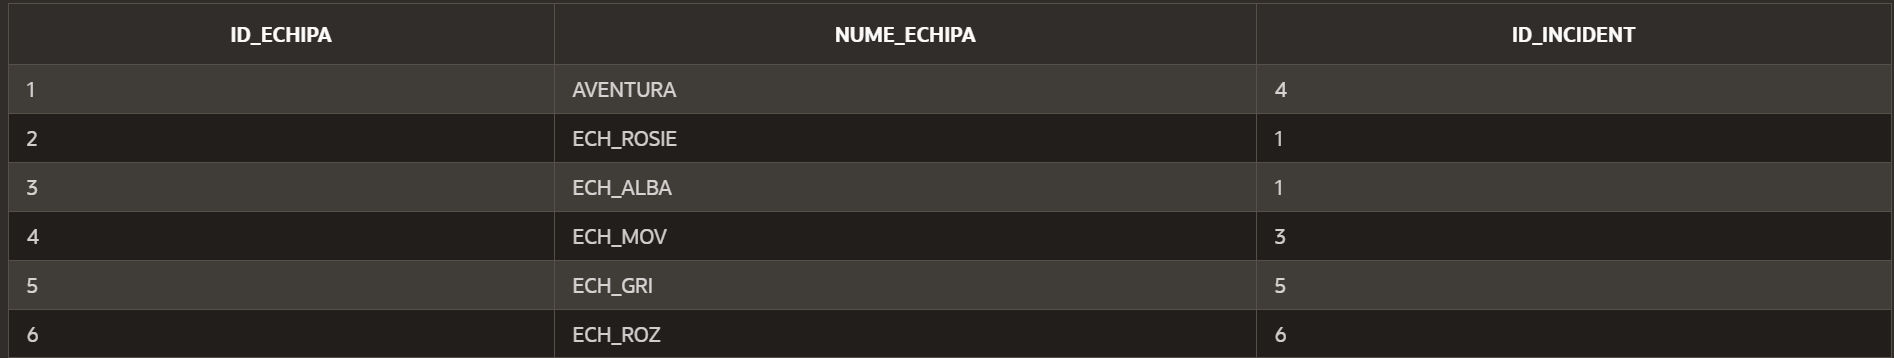 ID_ECHIPA NUME_ECHIPA ID_INCIDENT
1 AVENTURA 4
2 ECH_ROSIE 1
3 ECH_ALBA 1
4 ECH_MOV 3
5 ECH_GRI 5
6 ECH_ROZ 6